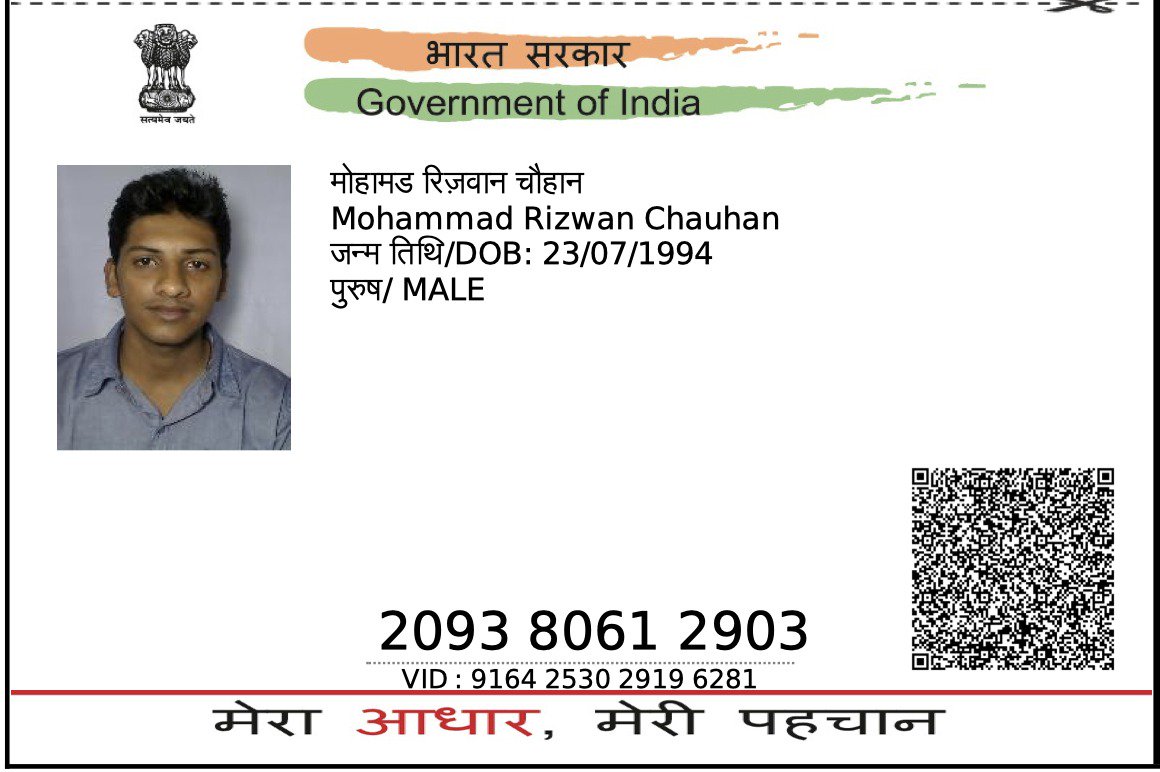 भारत सरकार
Government of India
सत्यमेव जयते
मोहामड रिज़वान चौहान
Mohammad Rizwan Chauhan
जन्म तिथि/DOB: 23/07/1994
पुरुष/ MALE
2093 8061 2903
VID : 9164 2530 2919 6281
मेरा आधार, मेरी पहचान